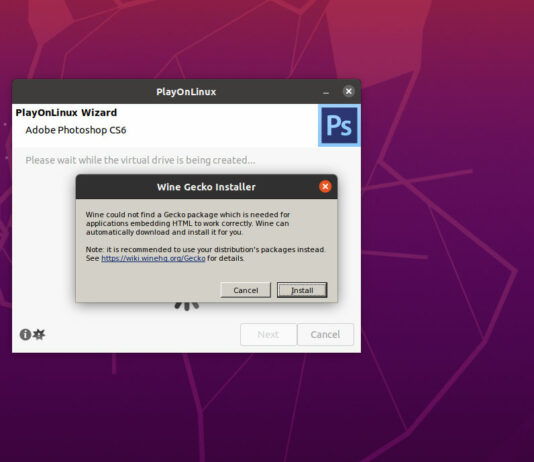 PlayOnLinux
PlayOnLinux Wizard
Adobe Photoshop CS6
Ps
Please wait while the virtual drive is being created...
Wine Gecko Installer
Wine could not find a Gecko package which is needed for
applications embedding HTML to work correctly. Wine can
automatically download and install it for you.
Note: it is recommended to use your distribution's packages instead.
See https://wiki.winehq.org/Gecko for details.
Cancel
Install
Next
Cancel